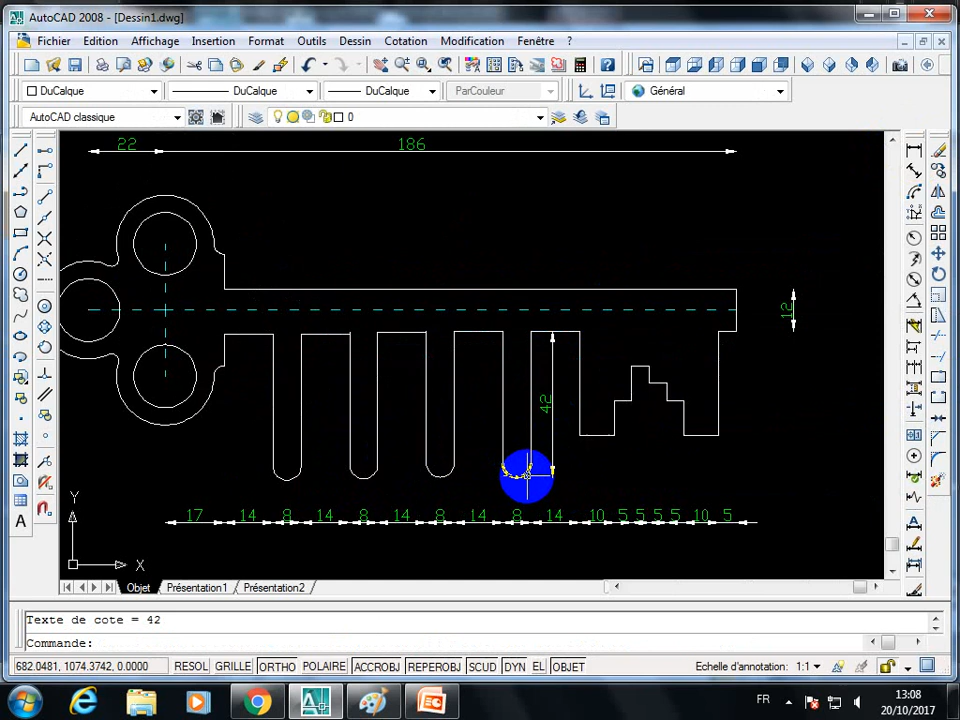 AutoCAD 2008 - [Dessin1.dwg]
Fichier Edition Affichage Insertion Format Outils Dessin Cotation Modification Fenêtre ?
DuCalque DuCalque DuCalque ParCouleur Général
AutoCAD classique 0
22 186
12
42
17 14 8 14 8 14 8 14 8 14 10 5 5 5 5 10 5
Y
X
A
Objet Présentation1 Présentation2
Texte de cote = 42
Commande:
682.0481, 1074.3742, 0.0000 RESOL GRILLE ORTHO POLAIRE ACCROBJ REPEROBJ SCUD DYN EL OBJET Echelle d'annotation: 1:1
FR 13:08
20/10/2017